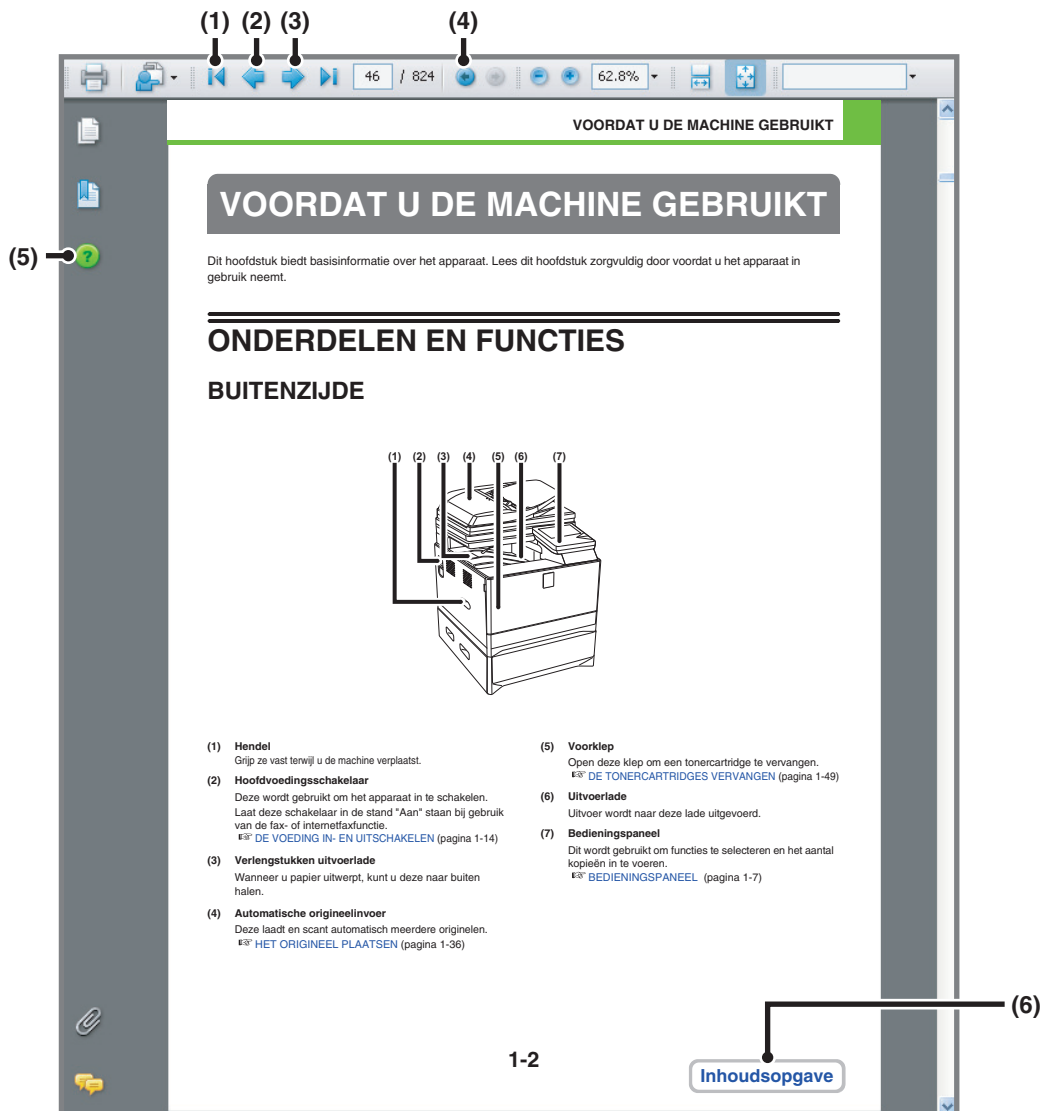 (1) (2) (3) (4)
46 / 824 62.8%
VOORDAT U DE MACHINE GEBRUIKT
VOORDAT U DE MACHINE GEBRUIKT
(5)
?
Dit hoofdstuk biedt basisinformatie over het apparaat. Lees dit hoofdstuk zorgvuldig door voordat u het apparaat in
gebruik neemt.
ONDERDELEN EN FUNCTIES
BUITENZIJDE
(1) (2) (3) (4) (5) (6) (7)
(1) Hendel
Grijp ze vast terwijl u de machine verplaatst.
(2) Hoofdvoedingsschakelaar
Deze wordt gebruikt om het apparaat in te schakelen.
Laat deze schakelaar in de stand "Aan" staan bij gebruik
van de fax- of internetfaxfunctie.
☞ DE VOEDING IN- EN UITSCHAKELEN (pagina 1-14)
(3) Verlengstukken uitvoerlade
Wanneer u papier uitwerpt, kunt u deze naar buiten
halen.
(4) Automatische origineelinvoer
Deze laadt en scant automatisch meerdere originelen.
☞ HET ORIGINEEL PLAATSEN (pagina 1-36)
(5) Voorklep
Open deze klep om een tonercartridge te vervangen.
☞ DE TONERCARTRIDGES VERVANGEN (pagina 1-49)
(6) Uitvoerlade
Uitvoer wordt naar deze lade uitgevoerd.
(7) Bedieningspaneel
Dit wordt gebruikt om functies te selecteren en het aantal
kopieën in te voeren.
☞ BEDIENINGSPANEEL (pagina 1-7)
(6)
1-2
Inhoudsopgave